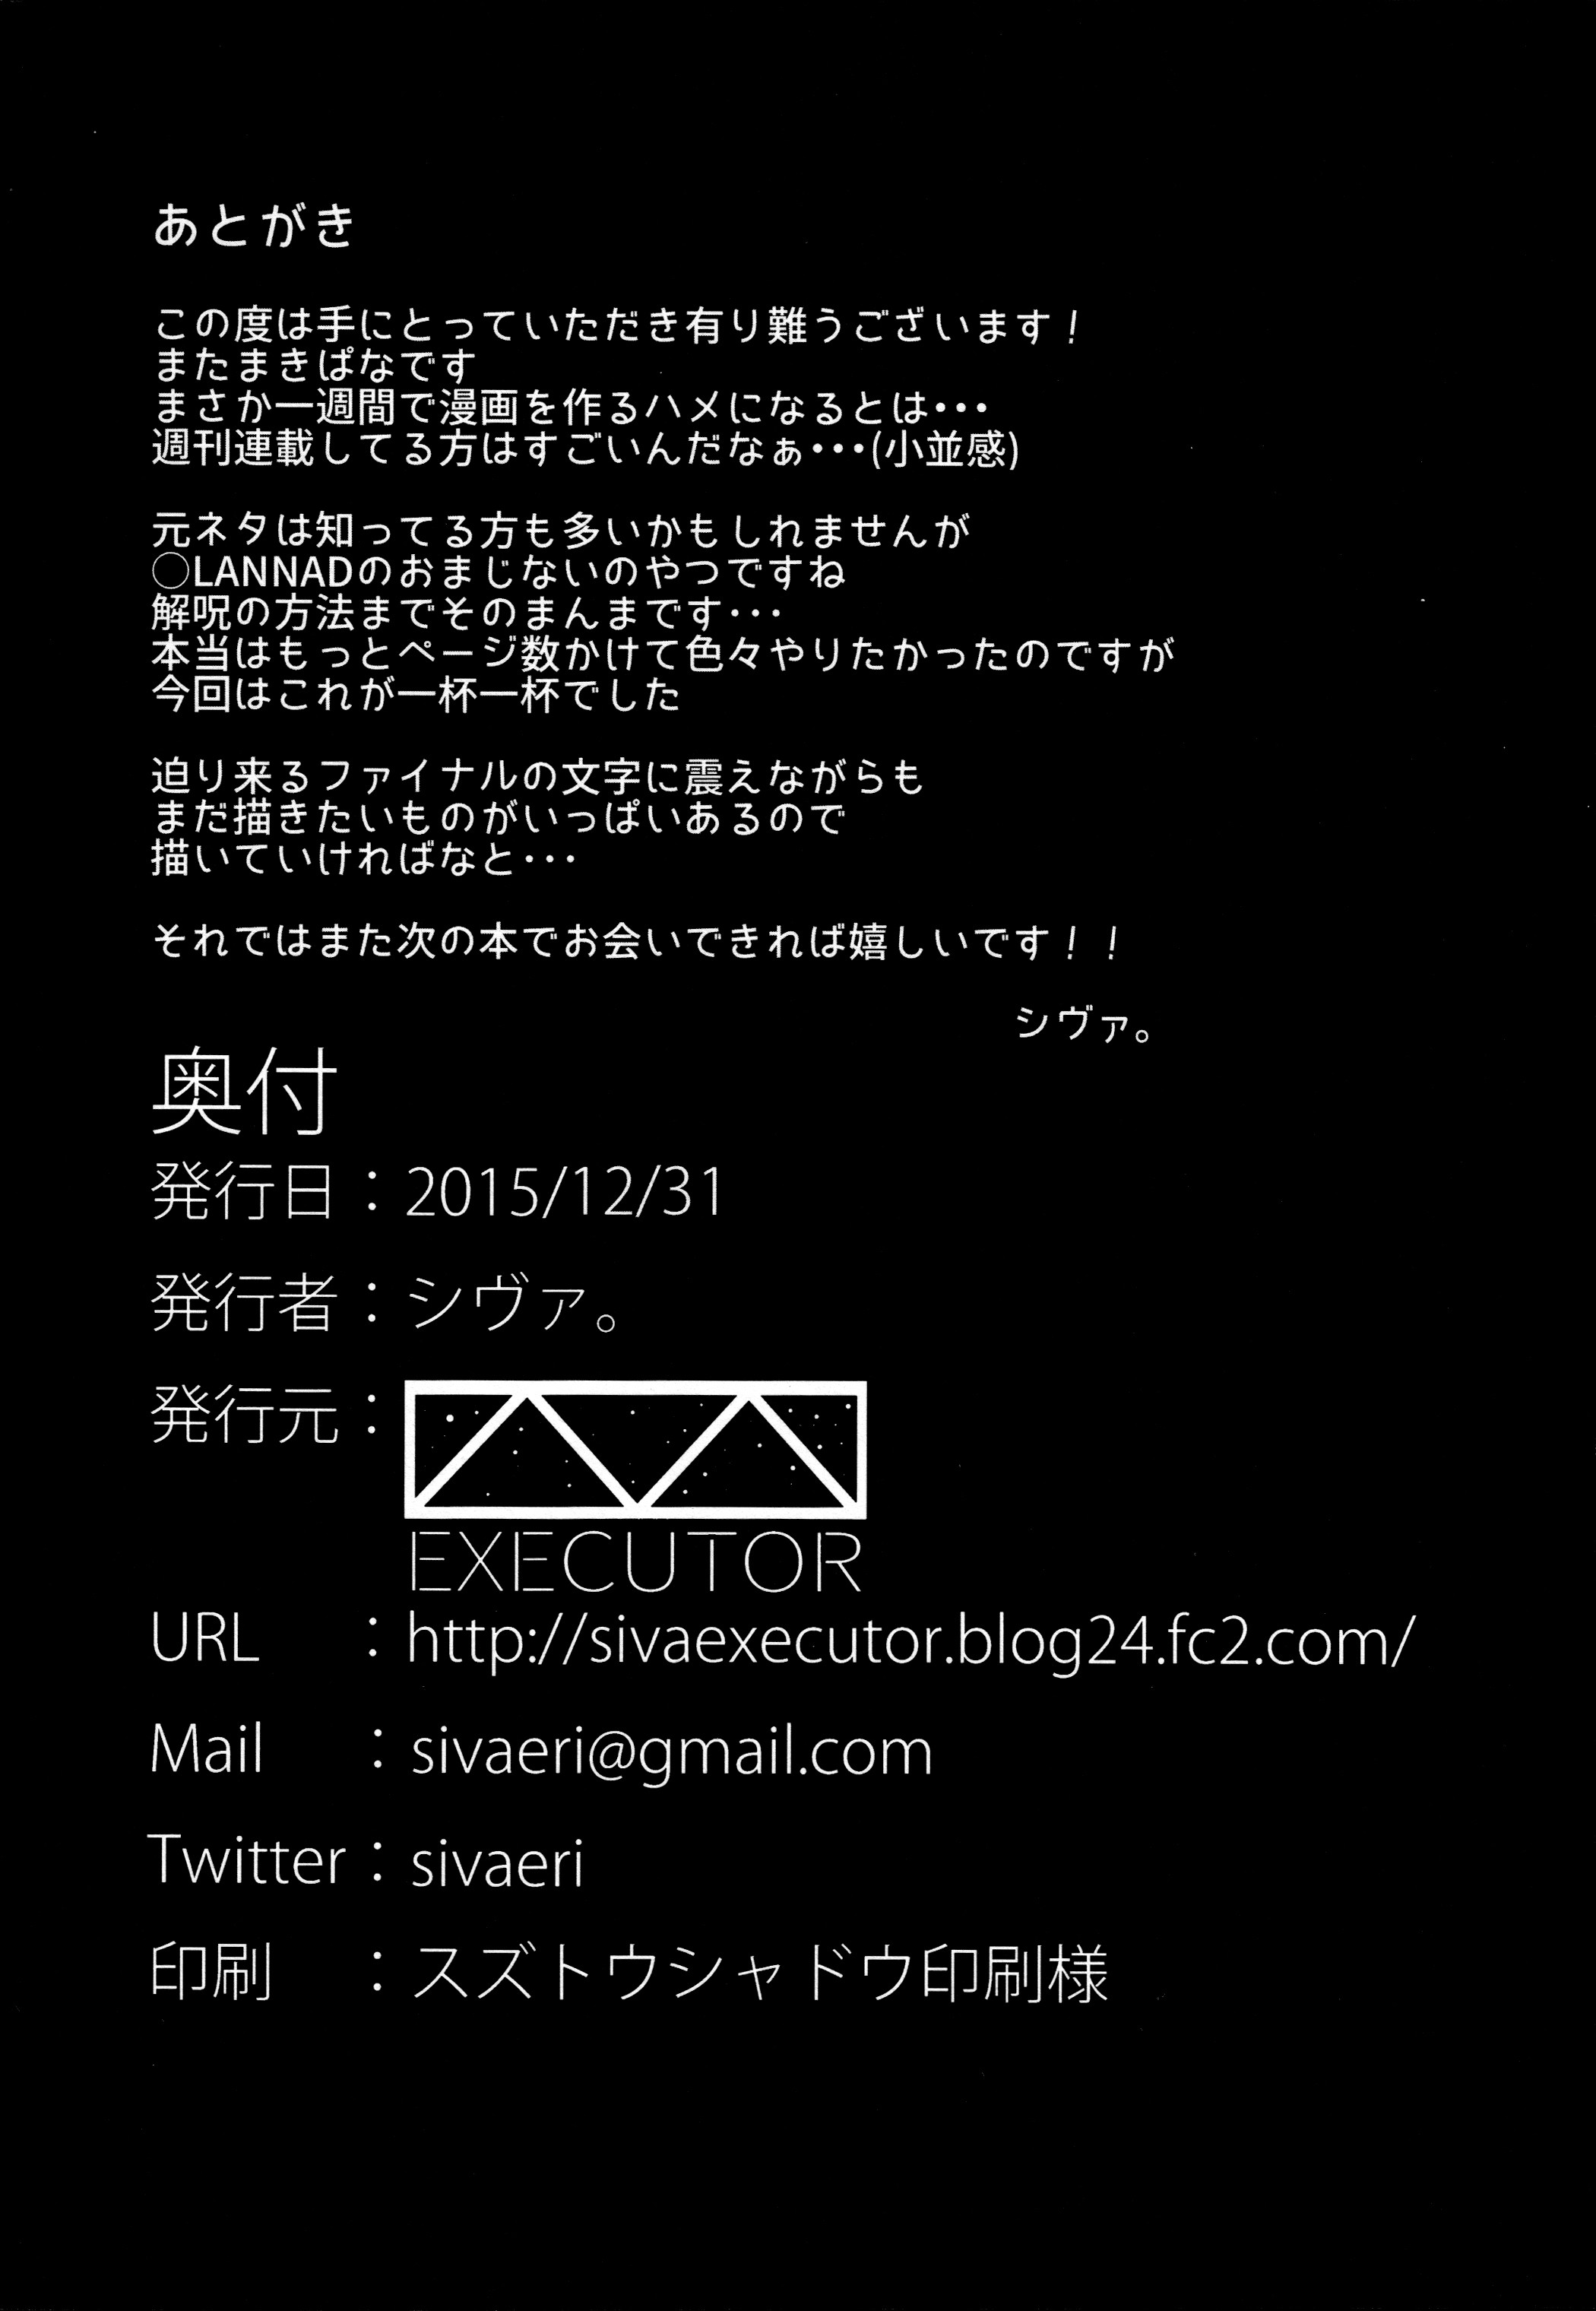 あとがき
この度は手にとっていただき有り難うございます！
またまきぱなです
まさか一週間で漫画を作るハメになるとは・・・
週刊連載してる方はすごいんだなぁ・・・(小並感)
元ネタは知ってる方も多いかもしれませんが
◯LANNADのおまじないのやつですね
解呪の方法までそのまんまです・・・
本当はもっとページ数かけて色々やりたかったのですが
今回はこれが一杯一杯でした
迫り来るファイナルの文字に震えながらも
まだ描きたいものがいっぱいあるので
描いていければなと・・・
それではまた次の本でお会いできれば嬉しいです！！
シヴァ。
奥付
発行日：2015/12/31
発行者：シヴァ。
発行元：
EXECUTOR
URL：http://sivaexecutor.blog24.fc2.com/
Mail：sivaeri@gmail.com
Twitter：sivaeri
印刷：スズトウシャドウ印刷様